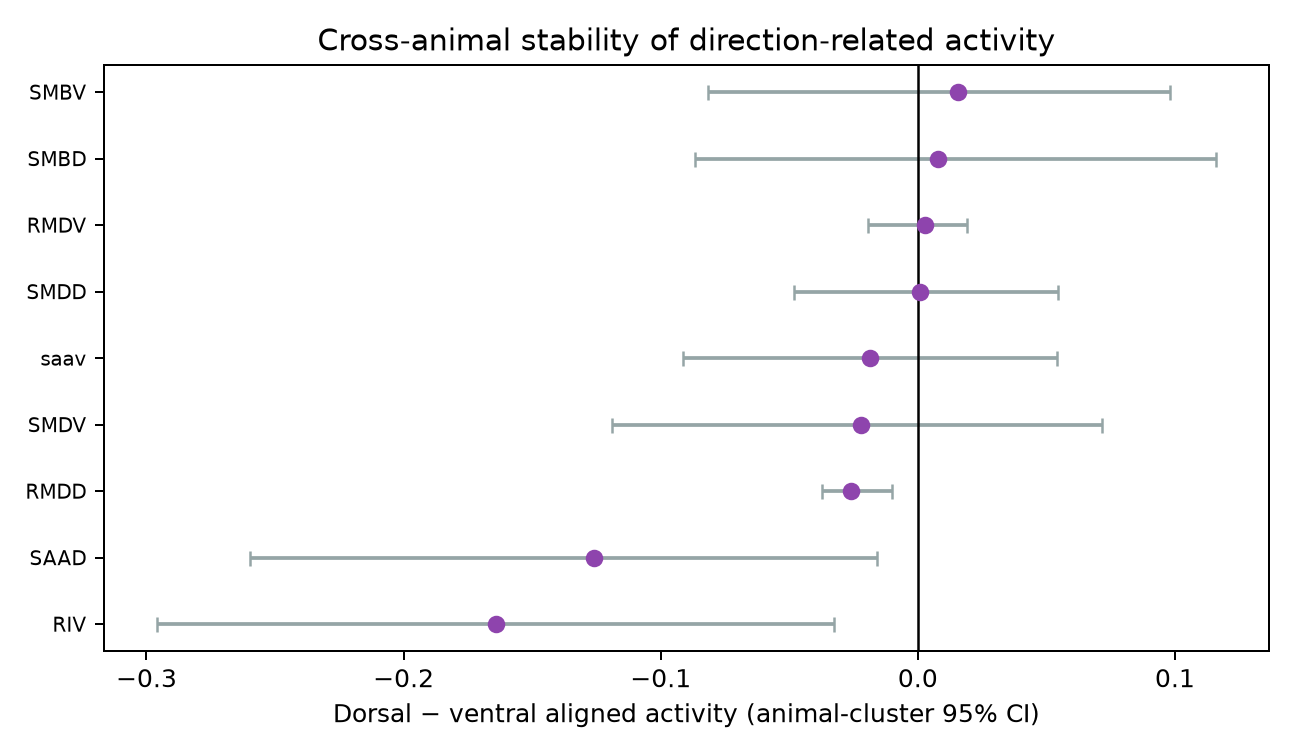 Cross-animal stability of direction-related activity
SMBV
SMBD
RMDV
SMDD
saav
SMDV
RMDD
SAAD
RIV
−0.3
−0.2
−0.1
0.0
0.1
Dorsal − ventral aligned activity (animal-cluster 95% CI)